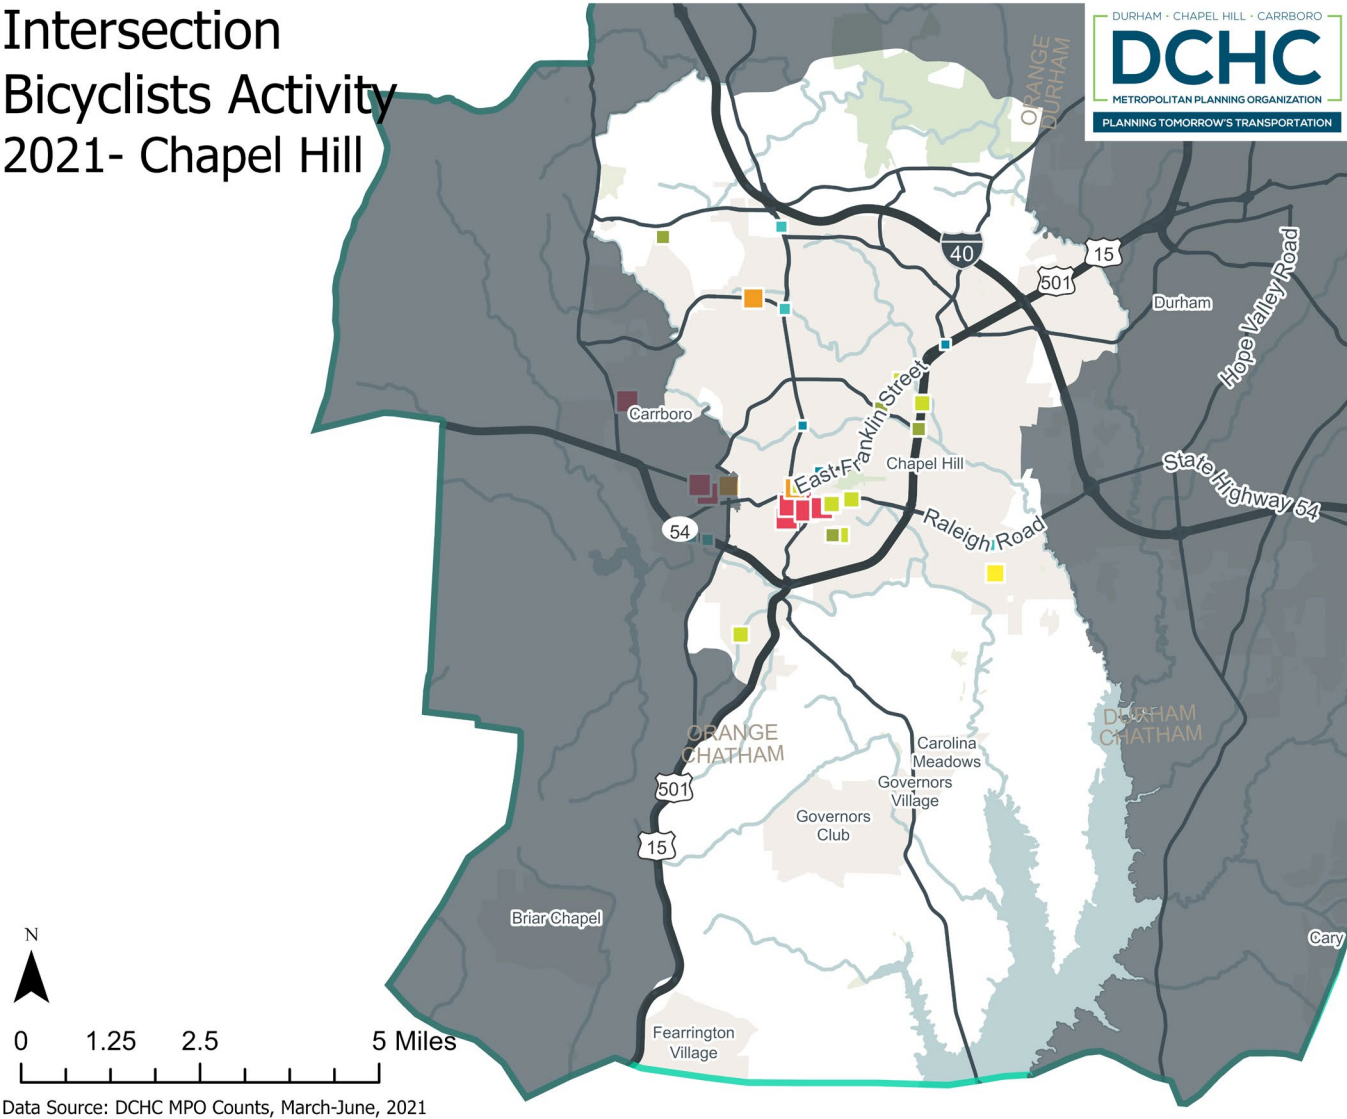 Intersection
Bicyclists Activity
2021- Chapel Hill
DURHAM · CHAPEL HILL · CARRBORO
DCHC
METROPOLITAN PLANNING ORGANIZATION
PLANNING TOMORROW'S TRANSPORTATION
ORANGE
DURHAM
40
15
501
Durham
Hope Valley Road
Carrboro
East Franklin Street
Chapel Hill
State Highway 54
54
Raleigh Road
ORANGE
CHATHAM
DURHAM
CHATHAM
501
15
Carolina
Meadows
Governors
Village
Governors
Club
Briar Chapel
Cary
Fearrington
Village
N
0 1.25 2.5 5 Miles
Data Source: DCHC MPO Counts, March-June, 2021